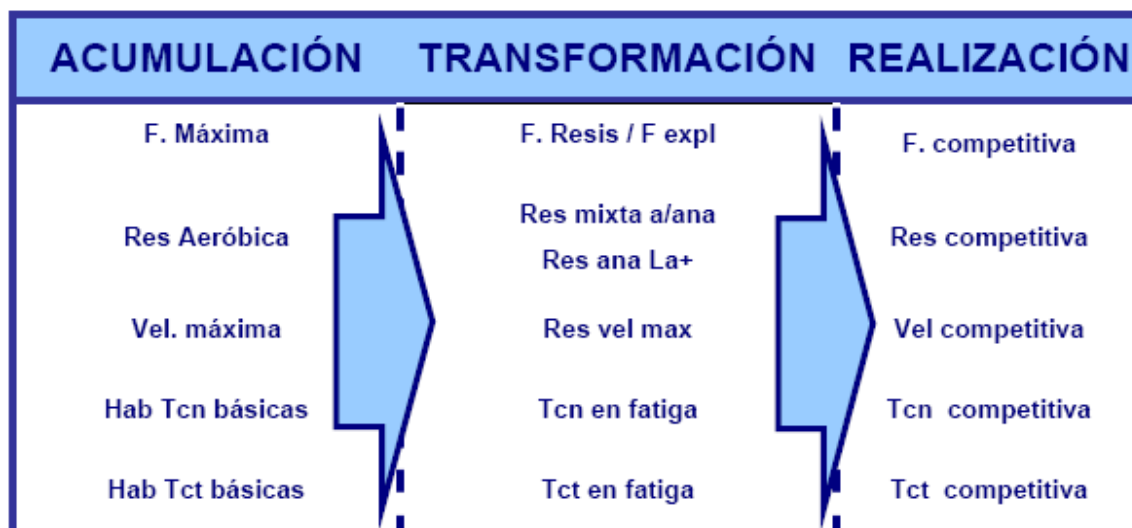 ACUMULACIÓN TRANSFORMACIÓN REALIZACIÓN
F. Máxima F. Resis / F expl F. competitiva
Res Aeróbica Res mixta a/ana Res competitiva
Res ana La+
Vel. máxima Res vel max Vel competitiva
Hab Tcn básicas Tcn en fatiga Tcn competitiva
Hab Tct básicas Tct en fatiga Tct competitiva